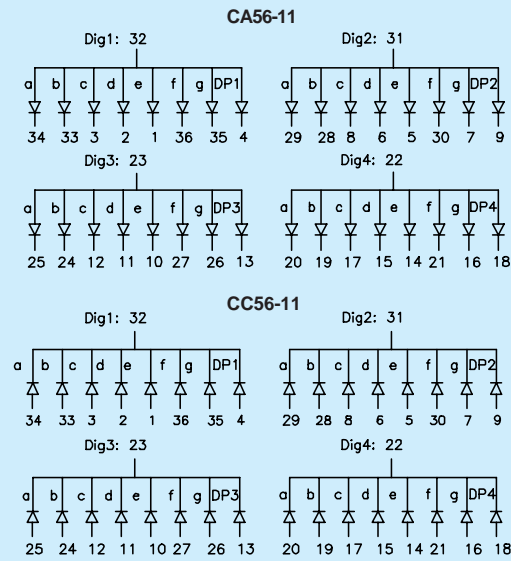 CA56-11
Dig1: 32 Dig2: 31
a b c d e f g DP1 a b c d e f g DP2
34 33 3 2 1 36 35 4 29 28 8 6 5 30 7 9
Dig3: 23 Dig4: 22
a b c d e f g DP3 a b c d e f g DP4
25 24 12 11 10 27 26 13 20 19 17 15 14 21 16 18
CC56-11
Dig1: 32 Dig2: 31
a b c d e f g DP1 a b c d e f g DP2
34 33 3 2 1 36 35 4 29 28 8 6 5 30 7 9
Dig3: 23 Dig4: 22
a b c d e f g DP3 a b c d e f g DP4
25 24 12 11 10 27 26 13 20 19 17 15 14 21 16 18